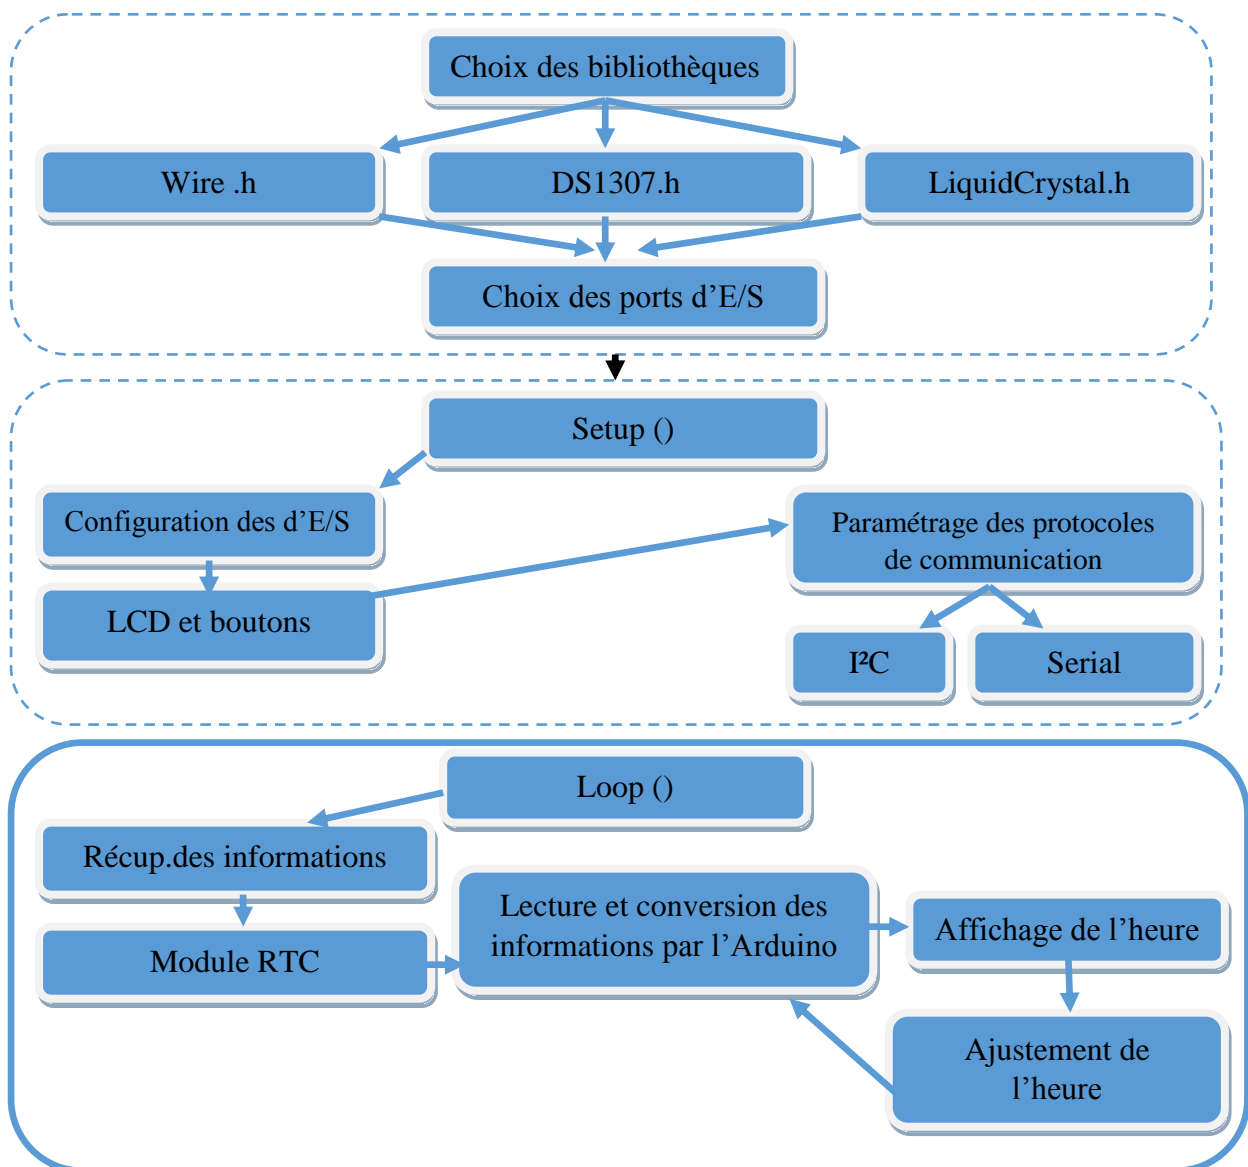 Choix des bibliothèques
Wire .h
DS1307.h
LiquidCrystal.h
Choix des ports d’E/S
Setup ()
Configuration des d’E/S
LCD et boutons
Paramétrage des protocoles
de communication
I²C
Serial
Loop ()
Récup.des informations
Module RTC
Lecture et conversion des
informations par l’Arduino
Affichage de l’heure
Ajustement de
l’heure